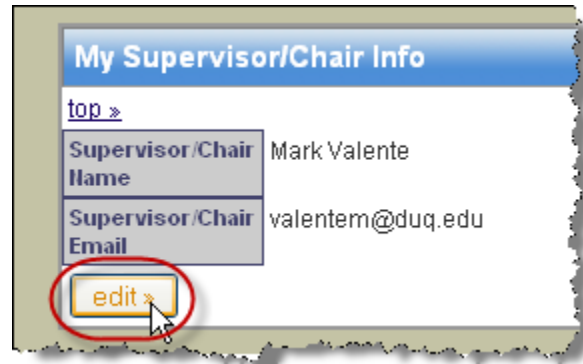 My Supervisor/Chair Info
top »
Supervisor/Chair Mark Valente
Name
Supervisor/Chair valentem@duq.edu
Email
edit »